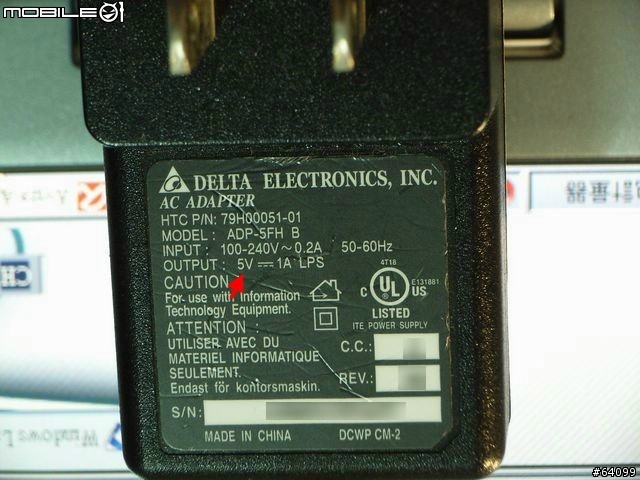 MOBILE01
DELTA ELECTRONICS, INC.
AC ADAPTER
HTC P/N: 79H00051-01
MODEL: ADP-5FH B
INPUT: 100-240V~0.2A 50-60Hz
OUTPUT: 5V⎓1A LPS
CAUTION:
For use with Information
Technology Equipment.
ATTENTION:
UTILISER AVEC DU
MATERIEL INFORMATIQUE
SEULEMENT.
Endast för kontorsmaskin.
4T18
C UL US
E131881
LISTED
ITE POWER SUPPLY
C.C.:
REV.:
S/N:
MADE IN CHINA DCWP CM-2
CH
Windows
#64099